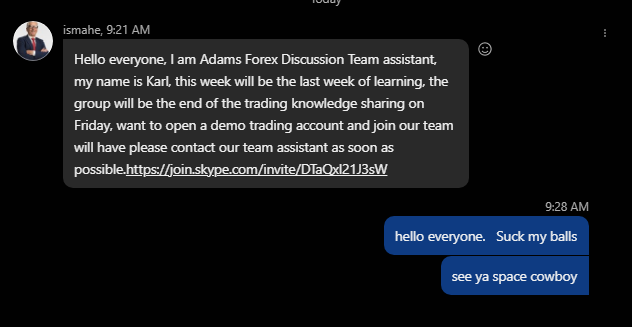 Today
ismahe, 9:21 AM
Hello everyone, I am Adams Forex Discussion Team assistant,
my name is Karl, this week will be the last week of learning, the
group will be the end of the trading knowledge sharing on
Friday, want to open a demo trading account and join our team
will have please contact our team assistant as soon as
possible.https://join.skype.com/invite/DTaQxl21J3sW
9:28 AM
hello everyone.   Suck my balls
see ya space cowboy